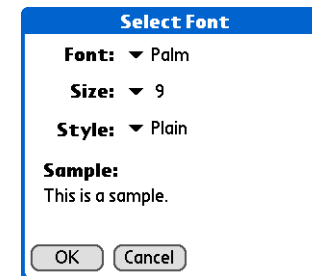 Select Font
Font: Palm
Size: 9
Style: Plain
Sample:
This is a sample.
OK Cancel